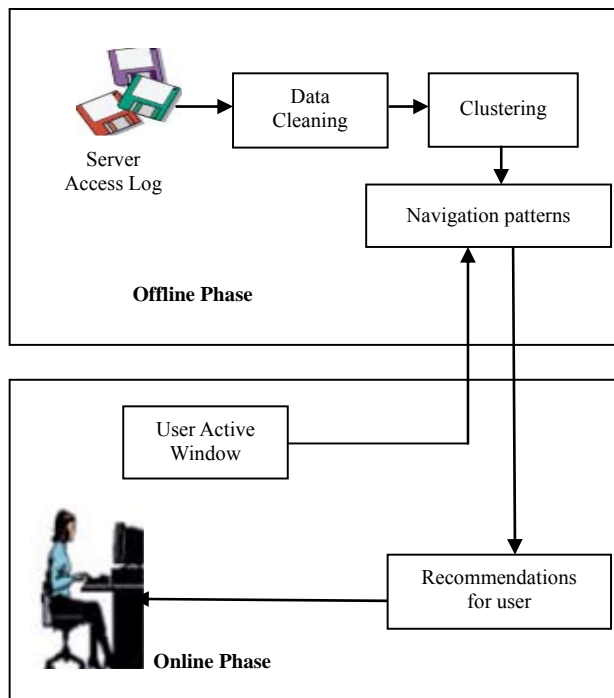 Data
Cleaning
Clustering
Server
Access Log
Navigation patterns
Offline Phase
User Active
Window
Recommendations
for user
Online Phase